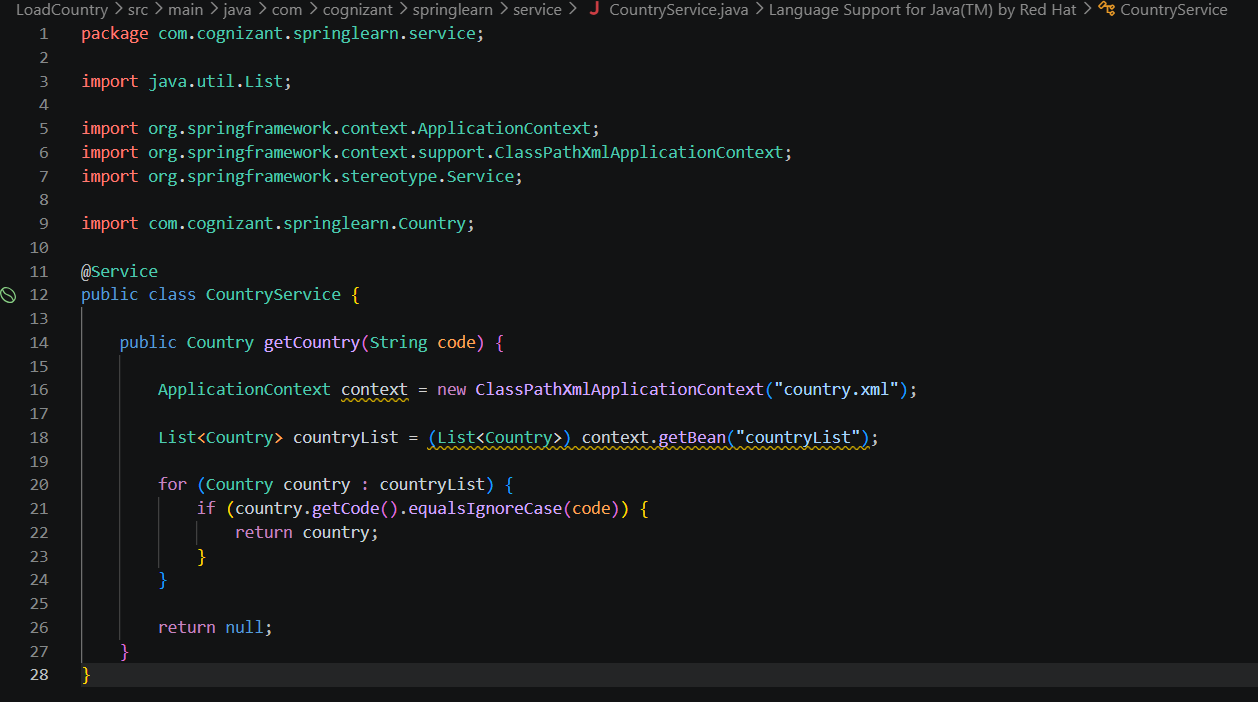 LoadCountry > src > main > java > com > cognizant > springlearn > service > J CountryService.java > Language Support for Java(TM) by Red Hat > CountryService
1 package com.cognizant.springlearn.service;
2
3 import java.util.List;
4
5 import org.springframework.context.ApplicationContext;
6 import org.springframework.context.support.ClassPathXmlApplicationContext;
7 import org.springframework.stereotype.Service;
8
9 import com.cognizant.springlearn.Country;
10
11 @Service
12 public class CountryService {
13
14     public Country getCountry(String code) {
15
16         ApplicationContext context = new ClassPathXmlApplicationContext("country.xml");
17
18         List<Country> countryList = (List<Country>) context.getBean("countryList");
19
20         for (Country country : countryList) {
21             if (country.getCode().equalsIgnoreCase(code)) {
22                 return country;
23             }
24         }
25
26         return null;
27     }
28 }